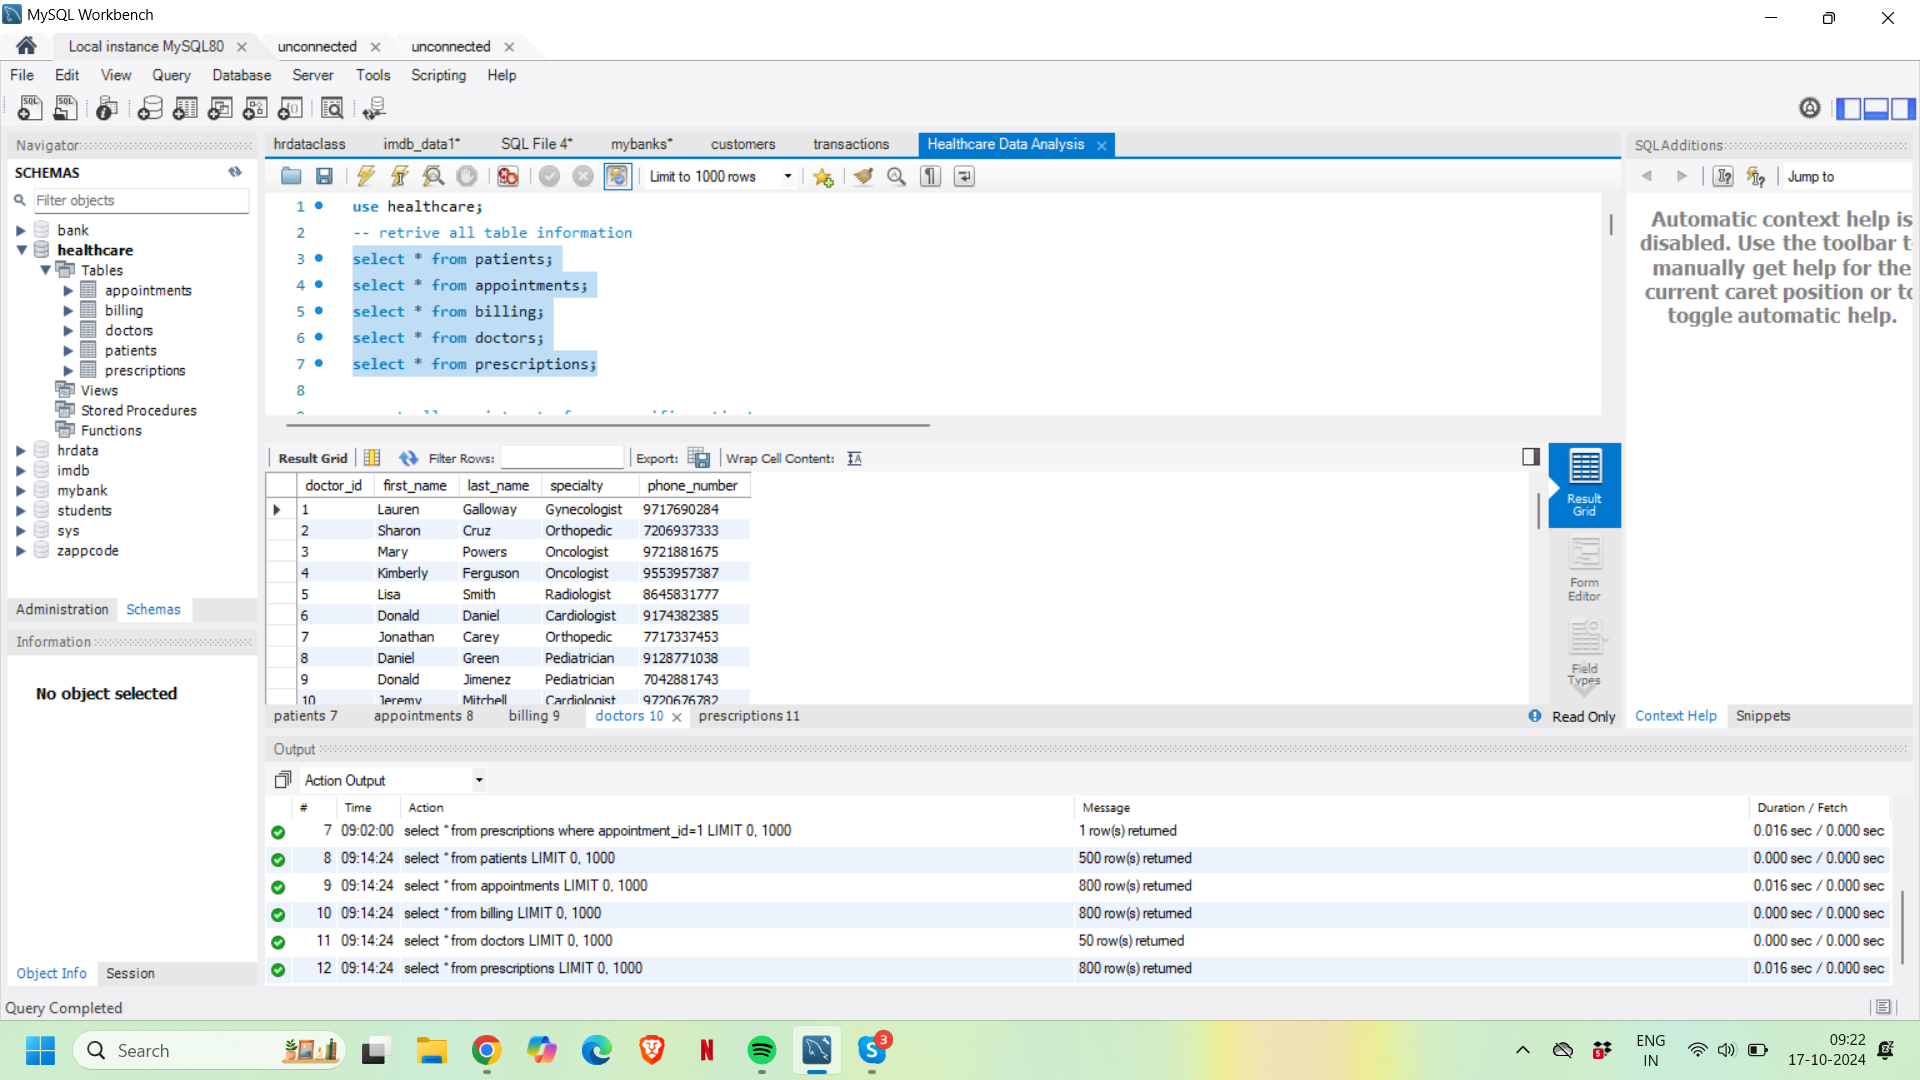 MySQL Workbench
Local instance MySQL80
unconnected
unconnected
File Edit View Query Database Server Tools Scripting Help
Navigator
SCHEMAS
Filter objects
bank
healthcare
Tables
appointments
billing
doctors
patients
prescriptions
Views
Stored Procedures
Functions
hrdata
imdb
mybank
students
sys
zappcode
Administration Schemas
Information
No object selected
Object Info Session
hrdataclass imdb_data1* SQL File 4* mybanks* customers transactions Healthcare Data Analysis
Limit to 1000 rows
1 use healthcare;
2 -- retrive all table information
3 select * from patients;
4 select * from appointments;
5 select * from billing;
6 select * from doctors;
7 select * from prescriptions;
8
Result Grid Filter Rows: Export: Wrap Cell Content:
doctor_id first_name last_name specialty phone_number
1 Lauren Galloway Gynecologist 9717690284
2 Sharon Cruz Orthopedic 7206937333
3 Mary Powers Oncologist 9721881675
4 Kimberly Ferguson Oncologist 9553957387
5 Lisa Smith Radiologist 8645831777
6 Donald Daniel Cardiologist 9174382385
7 Jonathan Carey Orthopedic 7717337453
8 Daniel Green Pediatrician 9128771038
9 Donald Jimenez Pediatrician 7042881743
10 Jeremy Mitchell Cardiologist 9720676782
Result
Grid
Form
Editor
Field
Types
patients 7 appointments 8 billing 9 doctors 10 prescriptions 11
Read Only
SQLAdditions
Jump to
Automatic context help is
disabled. Use the toolbar
manually get help for the
current caret position or
toggle automatic help.
Context Help Snippets
Output
Action Output
# Time Action Message Duration / Fetch
7 09:02:00 select * from prescriptions where appointment_id=1 LIMIT 0, 1000 1 row(s) returned 0.016 sec / 0.000 sec
8 09:14:24 select * from patients LIMIT 0, 1000 500 row(s) returned 0.000 sec / 0.000 sec
9 09:14:24 select * from appointments LIMIT 0, 1000 800 row(s) returned 0.016 sec / 0.000 sec
10 09:14:24 select * from billing LIMIT 0, 1000 800 row(s) returned 0.000 sec / 0.000 sec
11 09:14:24 select * from doctors LIMIT 0, 1000 50 row(s) returned 0.000 sec / 0.000 sec
12 09:14:24 select * from prescriptions LIMIT 0, 1000 800 row(s) returned 0.016 sec / 0.000 sec
Query Completed
Search
3
ENG
IN
09:22
17-10-2024